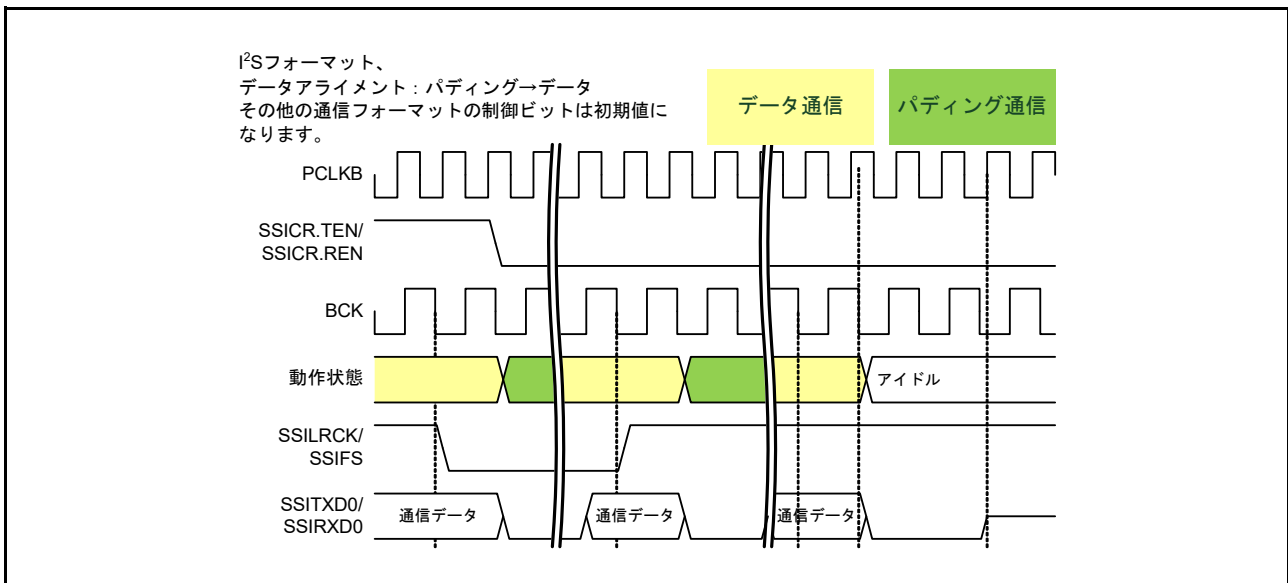 I²Sフォーマット、
データアライメント：パディング→データ
その他の通信フォーマットの制御ビットは初期値に
なります。
データ通信
パディング通信
PCLKB
SSICR.TEN/
SSICR.REN
BCK
動作状態
アイドル
SSILRCK/
SSIFS
SSITXD0/
SSIRXD0
通信データ
通信データ
通信データ